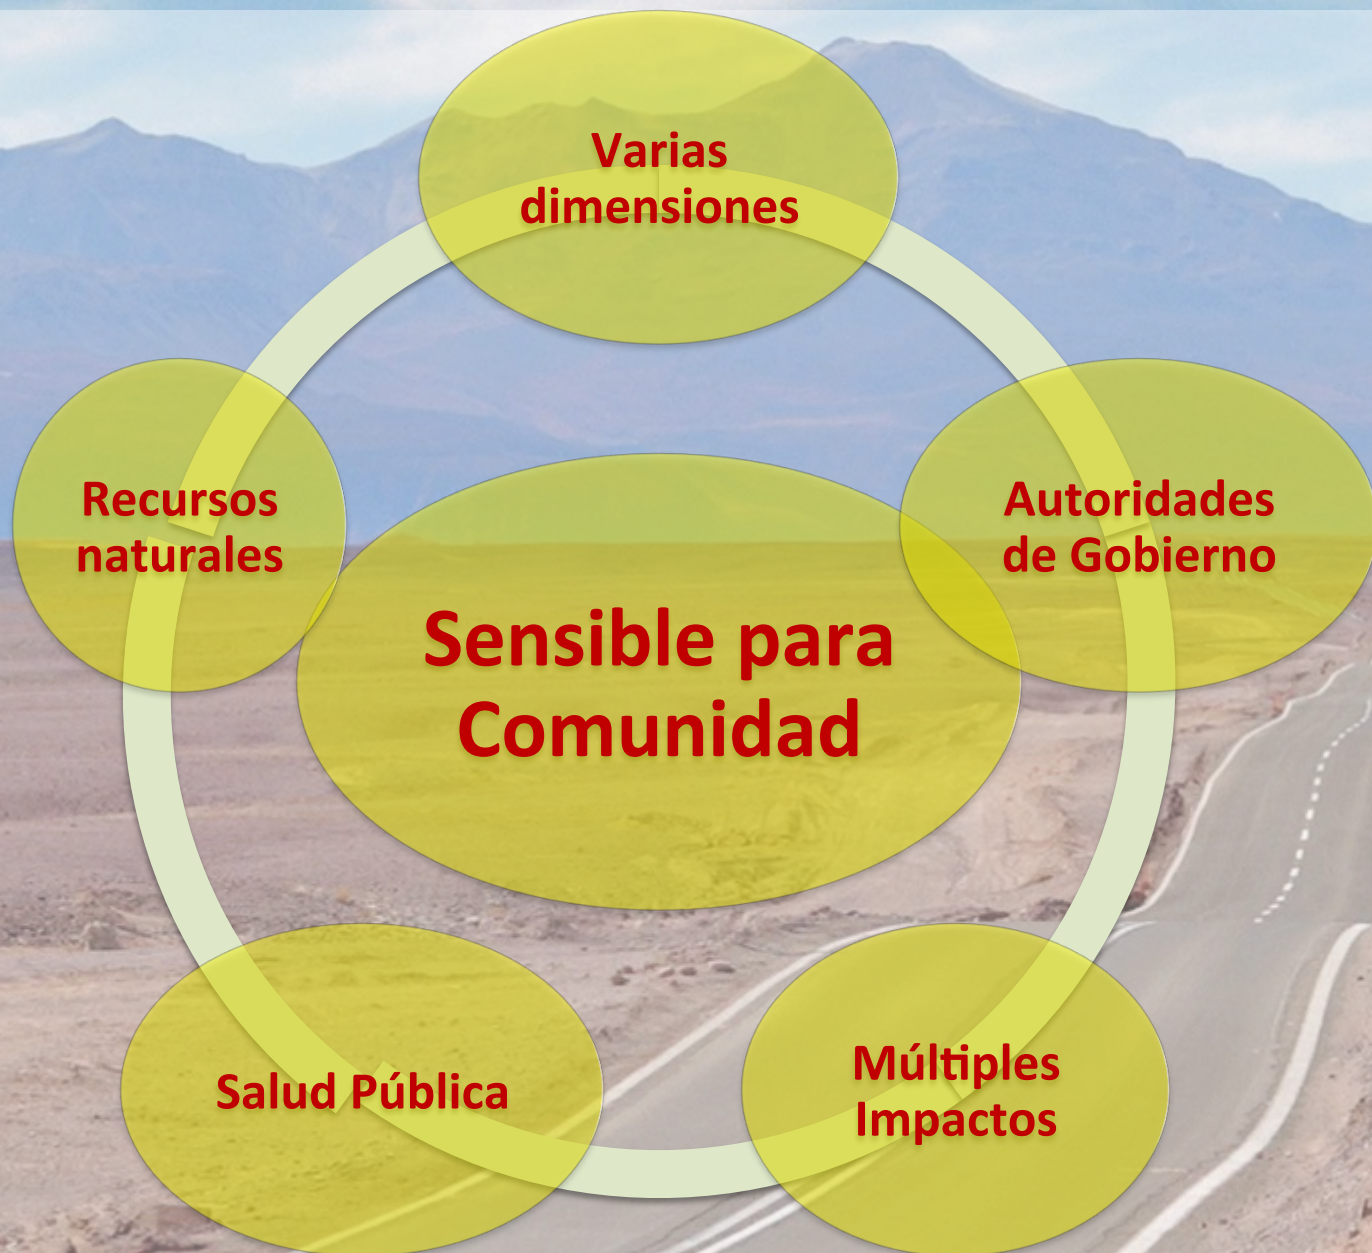 Varias
dimensiones
Autoridades
de Gobierno
Múltiples
Impactos
Salud Pública
Recursos
naturales
Sensible para
Comunidad